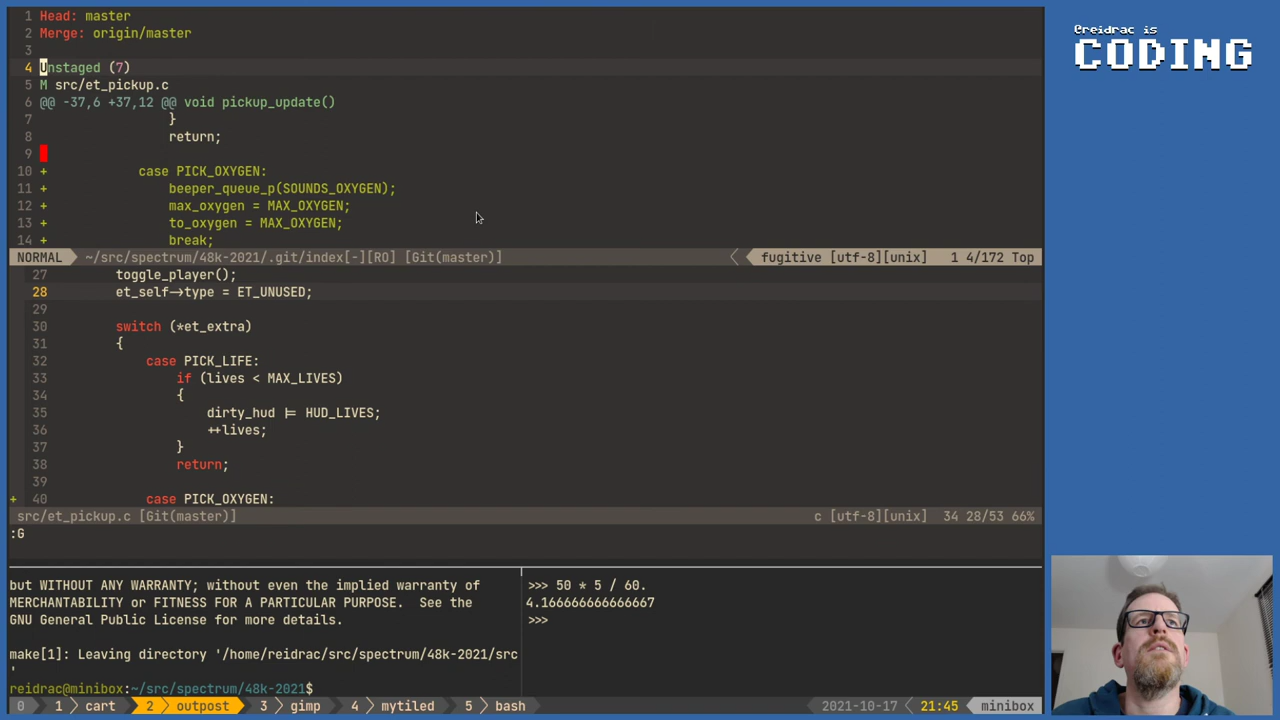 1 Head: master
2 Merge: origin/master
3
4 Unstaged (7)
5 M src/et_pickup.c
6 @@ -37,6 +37,12 @@ void pickup_update()
7 }
8 return;
9
10 + case PICK_OXYGEN:
11 + beeper_queue_p(SOUNDS_OXYGEN);
12 + max_oxygen = MAX_OXYGEN;
13 + to_oxygen = MAX_OXYGEN;
14 + break;
NORMAL ~/src/spectrum/48k-2021/.git/index[-][RO] [Git(master)] fugitive [utf-8][unix] 1 4/172 Top
27 toggle_player();
28 et_self->type = ET_UNUSED;
29
30 switch (*et_extra)
31 {
32 case PICK_LIFE:
33 if (lives < MAX_LIVES)
34 {
35 dirty_hud |= HUD_LIVES;
36 ++lives;
37 }
38 return;
39
+ 40 case PICK_OXYGEN:
src/et_pickup.c [Git(master)] c [utf-8][unix] 34 28/53 66%
:G
but WITHOUT ANY WARRANTY; without even the implied warranty of
MERCHANTABILITY or FITNESS FOR A PARTICULAR PURPOSE. See the
GNU General Public License for more details.
make[1]: Leaving directory '/home/reidrac/src/spectrum/48k-2021/src
'
reidrac@minibox:~/src/spectrum/48k-2021$
>>> 50 * 5 / 60.
4.166666666666667
>>>
0 1 cart 2 outpost 3 gimp 4 mytiled 5 bash 2021-10-17 21:45 minibox
@reidrac is
CODING